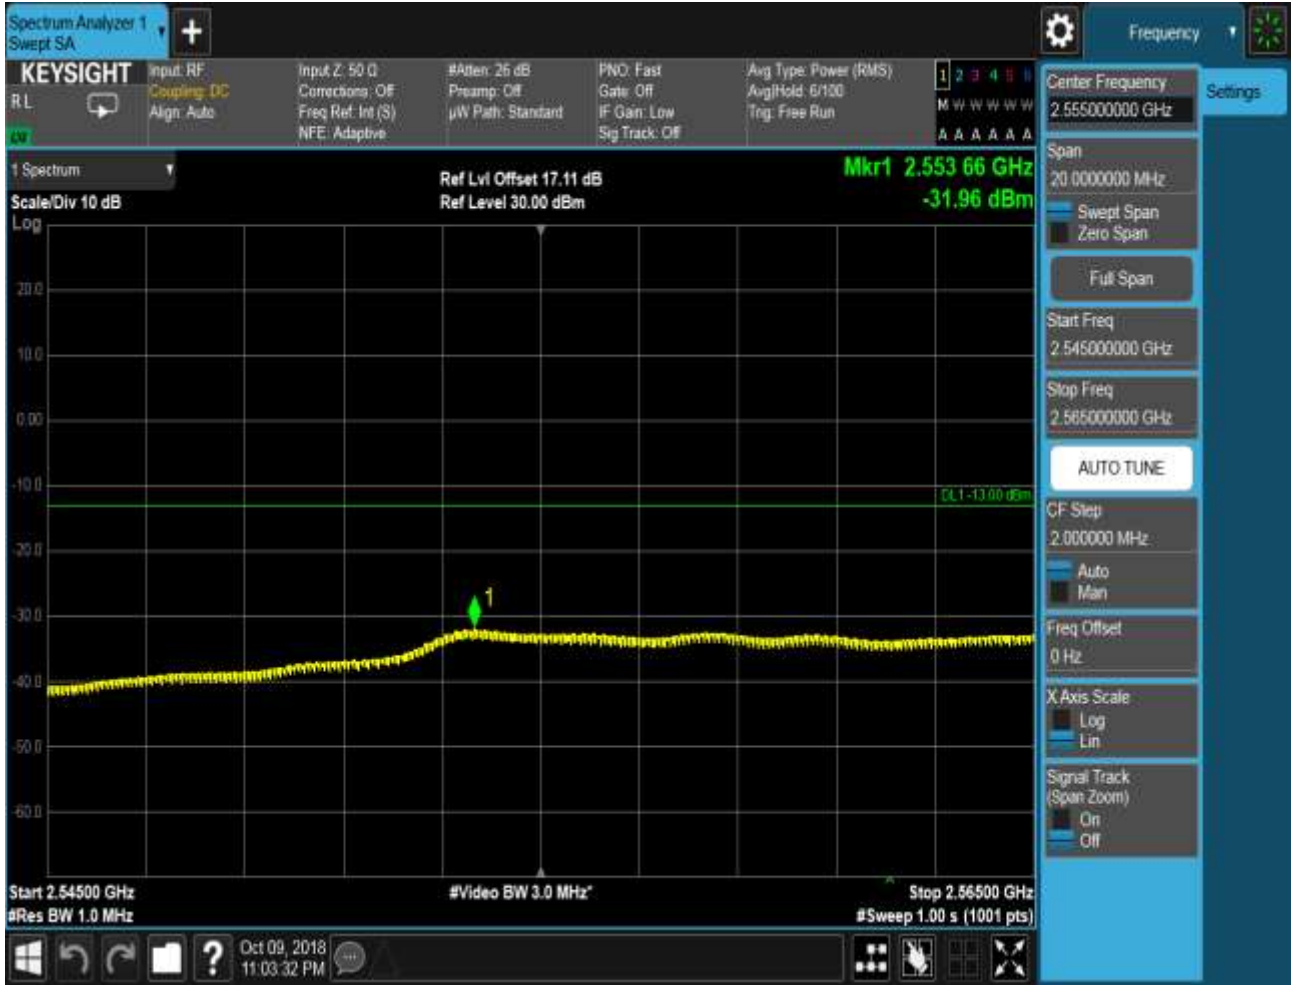 Spectrum Analyzer 1
Swept SA
+
Frequency
KEYSIGHT
RL
LXI
Input: RF
Coupling: DC
Align: Auto
Input Z: 50 Ω
Corrections: Off
Freq Ref: Int (S)
NFE: Adaptive
#Atten: 26 dB
Preamp: Off
µW Path: Standard
PNO: Fast
Gate: Off
IF Gain: Low
Sig Track: Off
Avg Type: Power (RMS)
Avg|Hold: 6/100
Trig: Free Run
1 2 3 4 5 6
M W W W W W
A A A A A A
1 Spectrum
Scale/Div 10 dB
Log
Ref Lvl Offset 17.11 dB
Ref Level 30.00 dBm
Mkr1 2.553 66 GHz
-31.96 dBm
20.0
10.0
0.00
-10.0
-20.0
-30.0
-40.0
-50.0
-60.0
DL1 -13.00 dBm
1
Start 2.54500 GHz
#Res BW 1.0 MHz
#Video BW 3.0 MHz*
Stop 2.56500 GHz
#Sweep 1.00 s (1001 pts)
Center Frequency
2.555000000 GHz
Settings
Span
20.0000000 MHz
Swept Span
Zero Span
Full Span
Start Freq
2.545000000 GHz
Stop Freq
2.565000000 GHz
AUTO TUNE
CF Step
2.000000 MHz
Auto
Man
Freq Offset
0 Hz
X Axis Scale
Log
Lin
Signal Track
(Span Zoom)
On
Off
?
Oct 09, 2018
11:03:32 PM